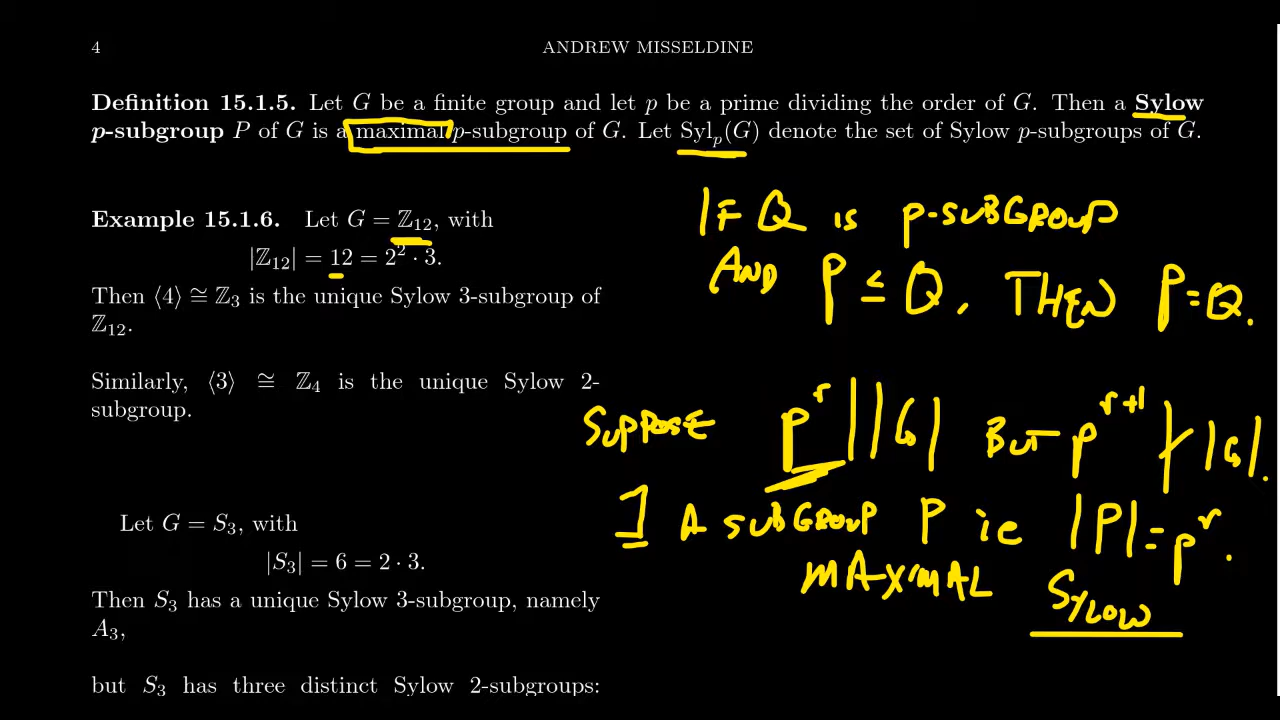 4
ANDREW MISSELDINE
Definition 15.1.5. Let G be a finite group and let p be a prime dividing the order of G. Then a Sylow
p-subgroup P of G is a maximal p-subgroup of G. Let Syl_p(G) denote the set of Sylow p-subgroups of G.
Example 15.1.6. Let G = ℤ₁₂, with
|ℤ₁₂| = 12 = 2² · 3.
Then ⟨4⟩ ≅ ℤ₃ is the unique Sylow 3-subgroup of
ℤ₁₂.
Similarly, ⟨3⟩ ≅ ℤ₄ is the unique Sylow 2-
subgroup.
Let G = S₃, with
|S₃| = 6 = 2 · 3.
Then S₃ has a unique Sylow 3-subgroup, namely
A₃,
but S₃ has three distinct Sylow 2-subgroups:
IF Q is p-SUBGROUP
AND P ≤ Q, THEN P=Q.
SUPPOSE p^r | |G| BUT p^{r+1} ∤ |G|.
∃ A SUBGROUP P ie |P|=p^r.
MAXIMAL SYLOW